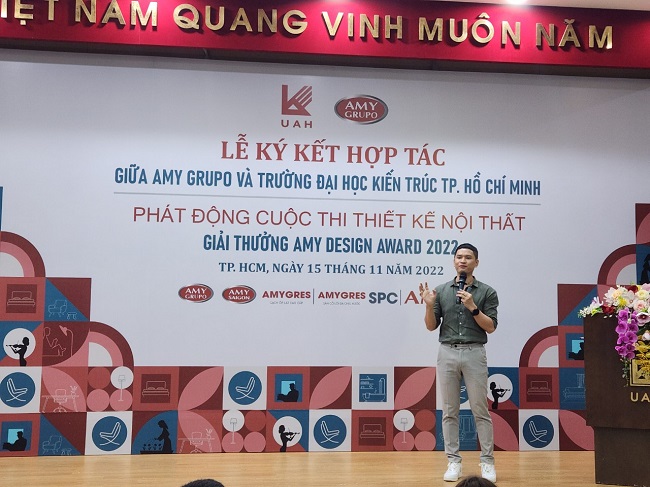 VIỆT NAM QUANG VINH MUÔN NĂM
UAH
AMY GRUPO
LỄ KÝ KẾT HỢP TÁC
GIỮA AMY GRUPO VÀ TRƯỜNG ĐẠI HỌC KIẾN TRÚC TP. HỒ CHÍ MINH
PHÁT ĐỘNG CUỘC THI THIẾT KẾ NỘI THẤT
GIẢI THƯỞNG AMY DESIGN AWARD 2022
TP. HCM, NGÀY 15 THÁNG 11 NĂM 2022
AMY GRUPO AMY SAIGON AMYGRES AMYGRES SPC
UAH